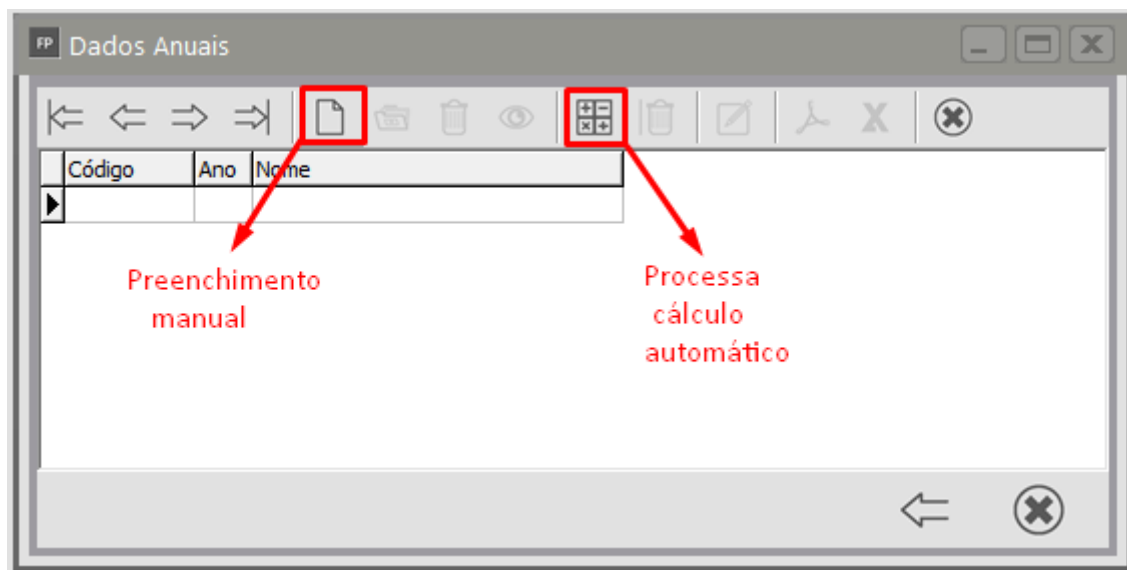 FP Dados Anuais
Código Ano Nome
Preenchimento
manual
Processa
cálculo
automático